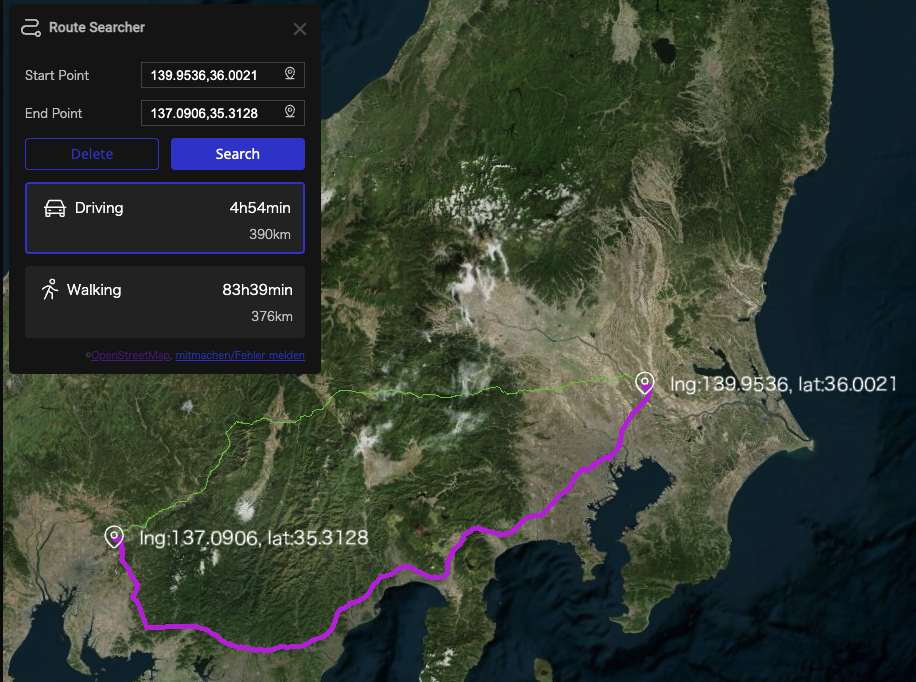 Route Searcher
Start Point 139.9536,36.0021
End Point 137.0906,35.3128
Delete Search
Driving 4h54min
390km
Walking 83h39min
376km
©OpenStreetMap, mitmachen/Fehler melden
lng:139.9536, lat:36.0021
lng:137.0906, lat:35.3128